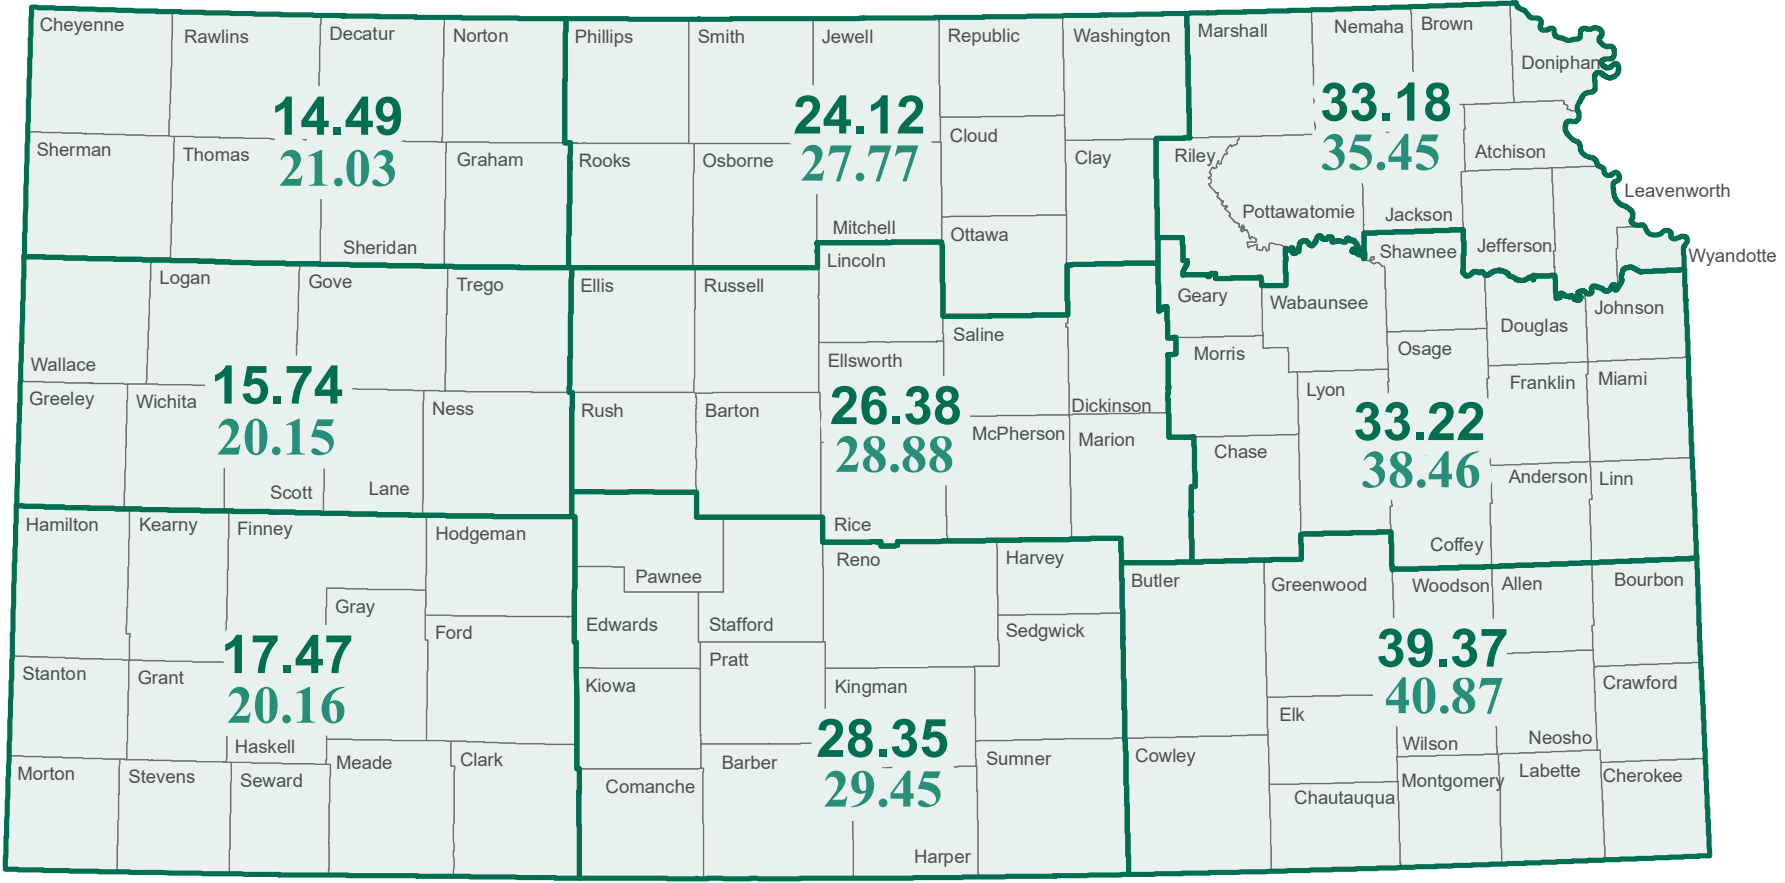 Cheyenne
Rawlins
Decatur
Norton
Phillips
Smith
Jewell
Republic
Washington
Marshall
Nemaha
Brown
Doniphan
14.49
21.03
24.12
27.77
33.18
35.45
Sherman
Thomas
Graham
Rooks
Osborne
Cloud
Clay
Riley
Atchison
Leavenworth
Sheridan
Mitchell
Ottawa
Pottawatomie
Jackson
Jefferson
Shawnee
Wyandotte
Logan
Gove
Trego
Ellis
Russell
Lincoln
Geary
Wabaunsee
Johnson
Douglas
Wallace
Ellsworth
Saline
Morris
Osage
15.74
20.15
26.38
28.88
33.22
38.46
Greeley
Wichita
Ness
Rush
Barton
Dickinson
Lyon
Franklin
Miami
McPherson
Marion
Chase
Anderson
Linn
Scott
Lane
Rice
Coffey
Hamilton
Kearny
Finney
Hodgeman
Pawnee
Reno
Harvey
Butler
Greenwood
Woodson
Allen
Bourbon
Gray
Ford
Edwards
Stafford
Sedgwick
17.47
20.16
28.35
29.45
39.37
40.87
Stanton
Grant
Kiowa
Pratt
Kingman
Elk
Crawford
Haskell
Wilson
Neosho
Morton
Stevens
Seward
Meade
Clark
Comanche
Barber
Sumner
Cowley
Chautauqua
Montgomery
Labette
Cherokee
Harper